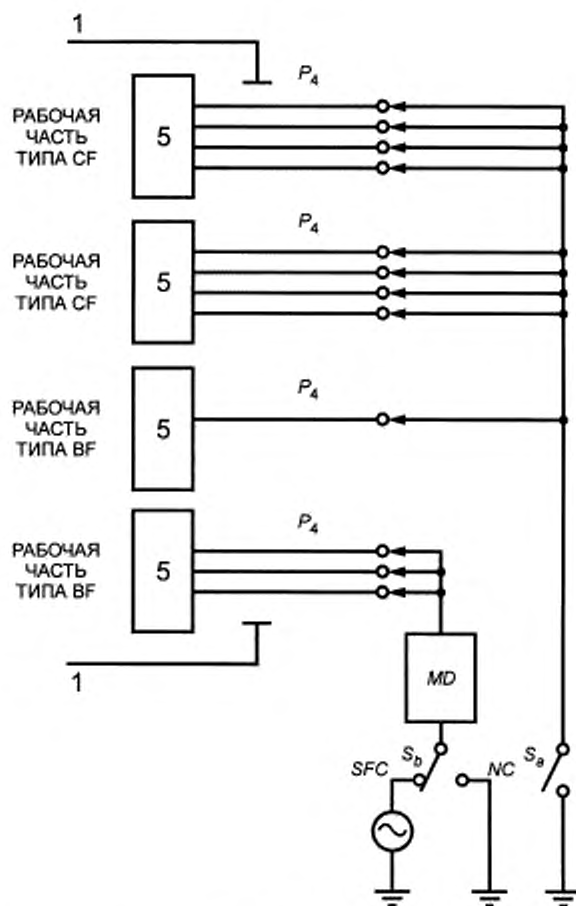 1
P4
РАБОЧАЯ
ЧАСТЬ
ТИПА CF
5
P4
РАБОЧАЯ
ЧАСТЬ
ТИПА CF
5
P4
РАБОЧАЯ
ЧАСТЬ
ТИПА BF
5
P4
РАБОЧАЯ
ЧАСТЬ
ТИПА BF
5
1
MD
SFC
Sb
NC
Sa